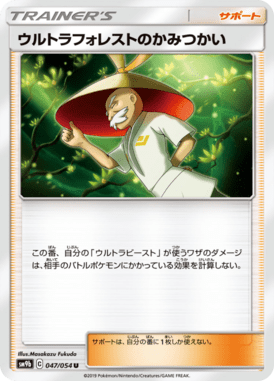 TRAINER'S
サポート
ウルトラフォレストのかみつかい
この番、自分の「ウルトラビースト」が使うワザのダメージ
は、相手のバトルポケモンにかかっている効果を計算しない。
Illus.Masakazu Fukuda
SM9b C 047/054 U
サポートは、自分の番に1枚しか使えない。
©2019 Pokémon/Nintendo/Creatures/GAME FREAK.